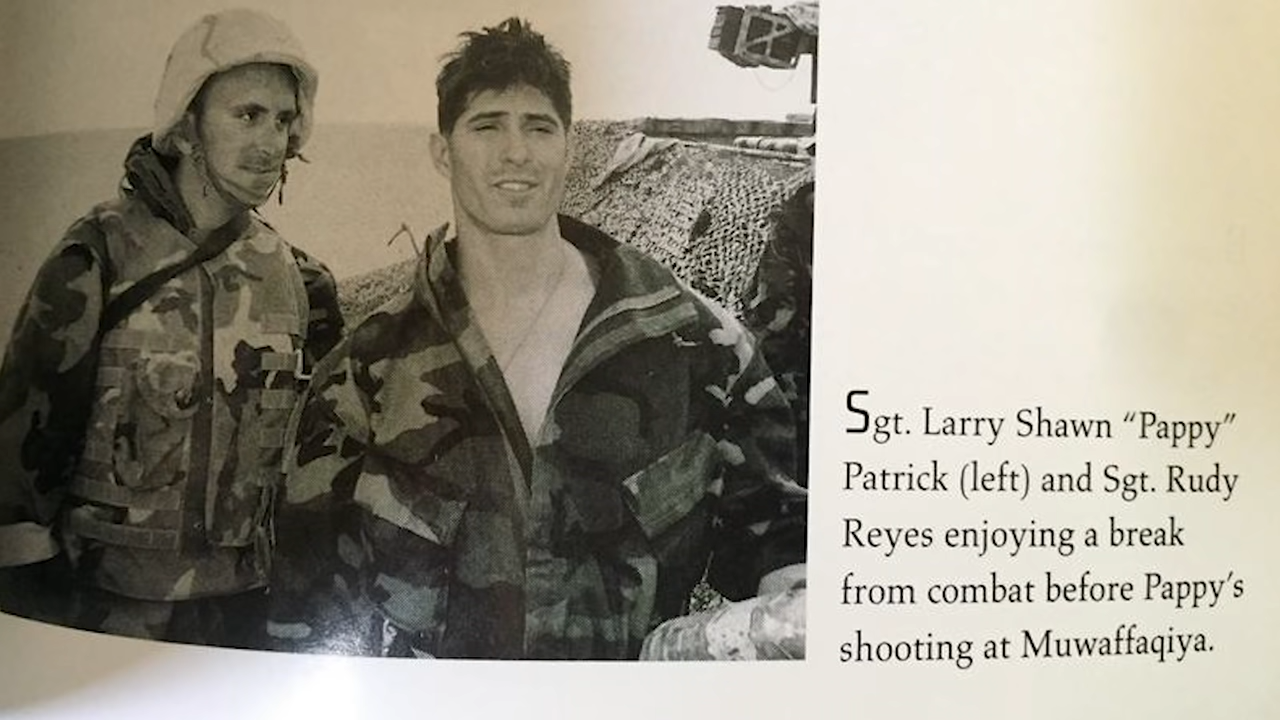 Sgt. Larry Shawn “Pappy”
Patrick (left) and Sgt. Rudy
Reyes enjoying a break
from combat before Pappy’s
shooting at Muwaffaqiya.